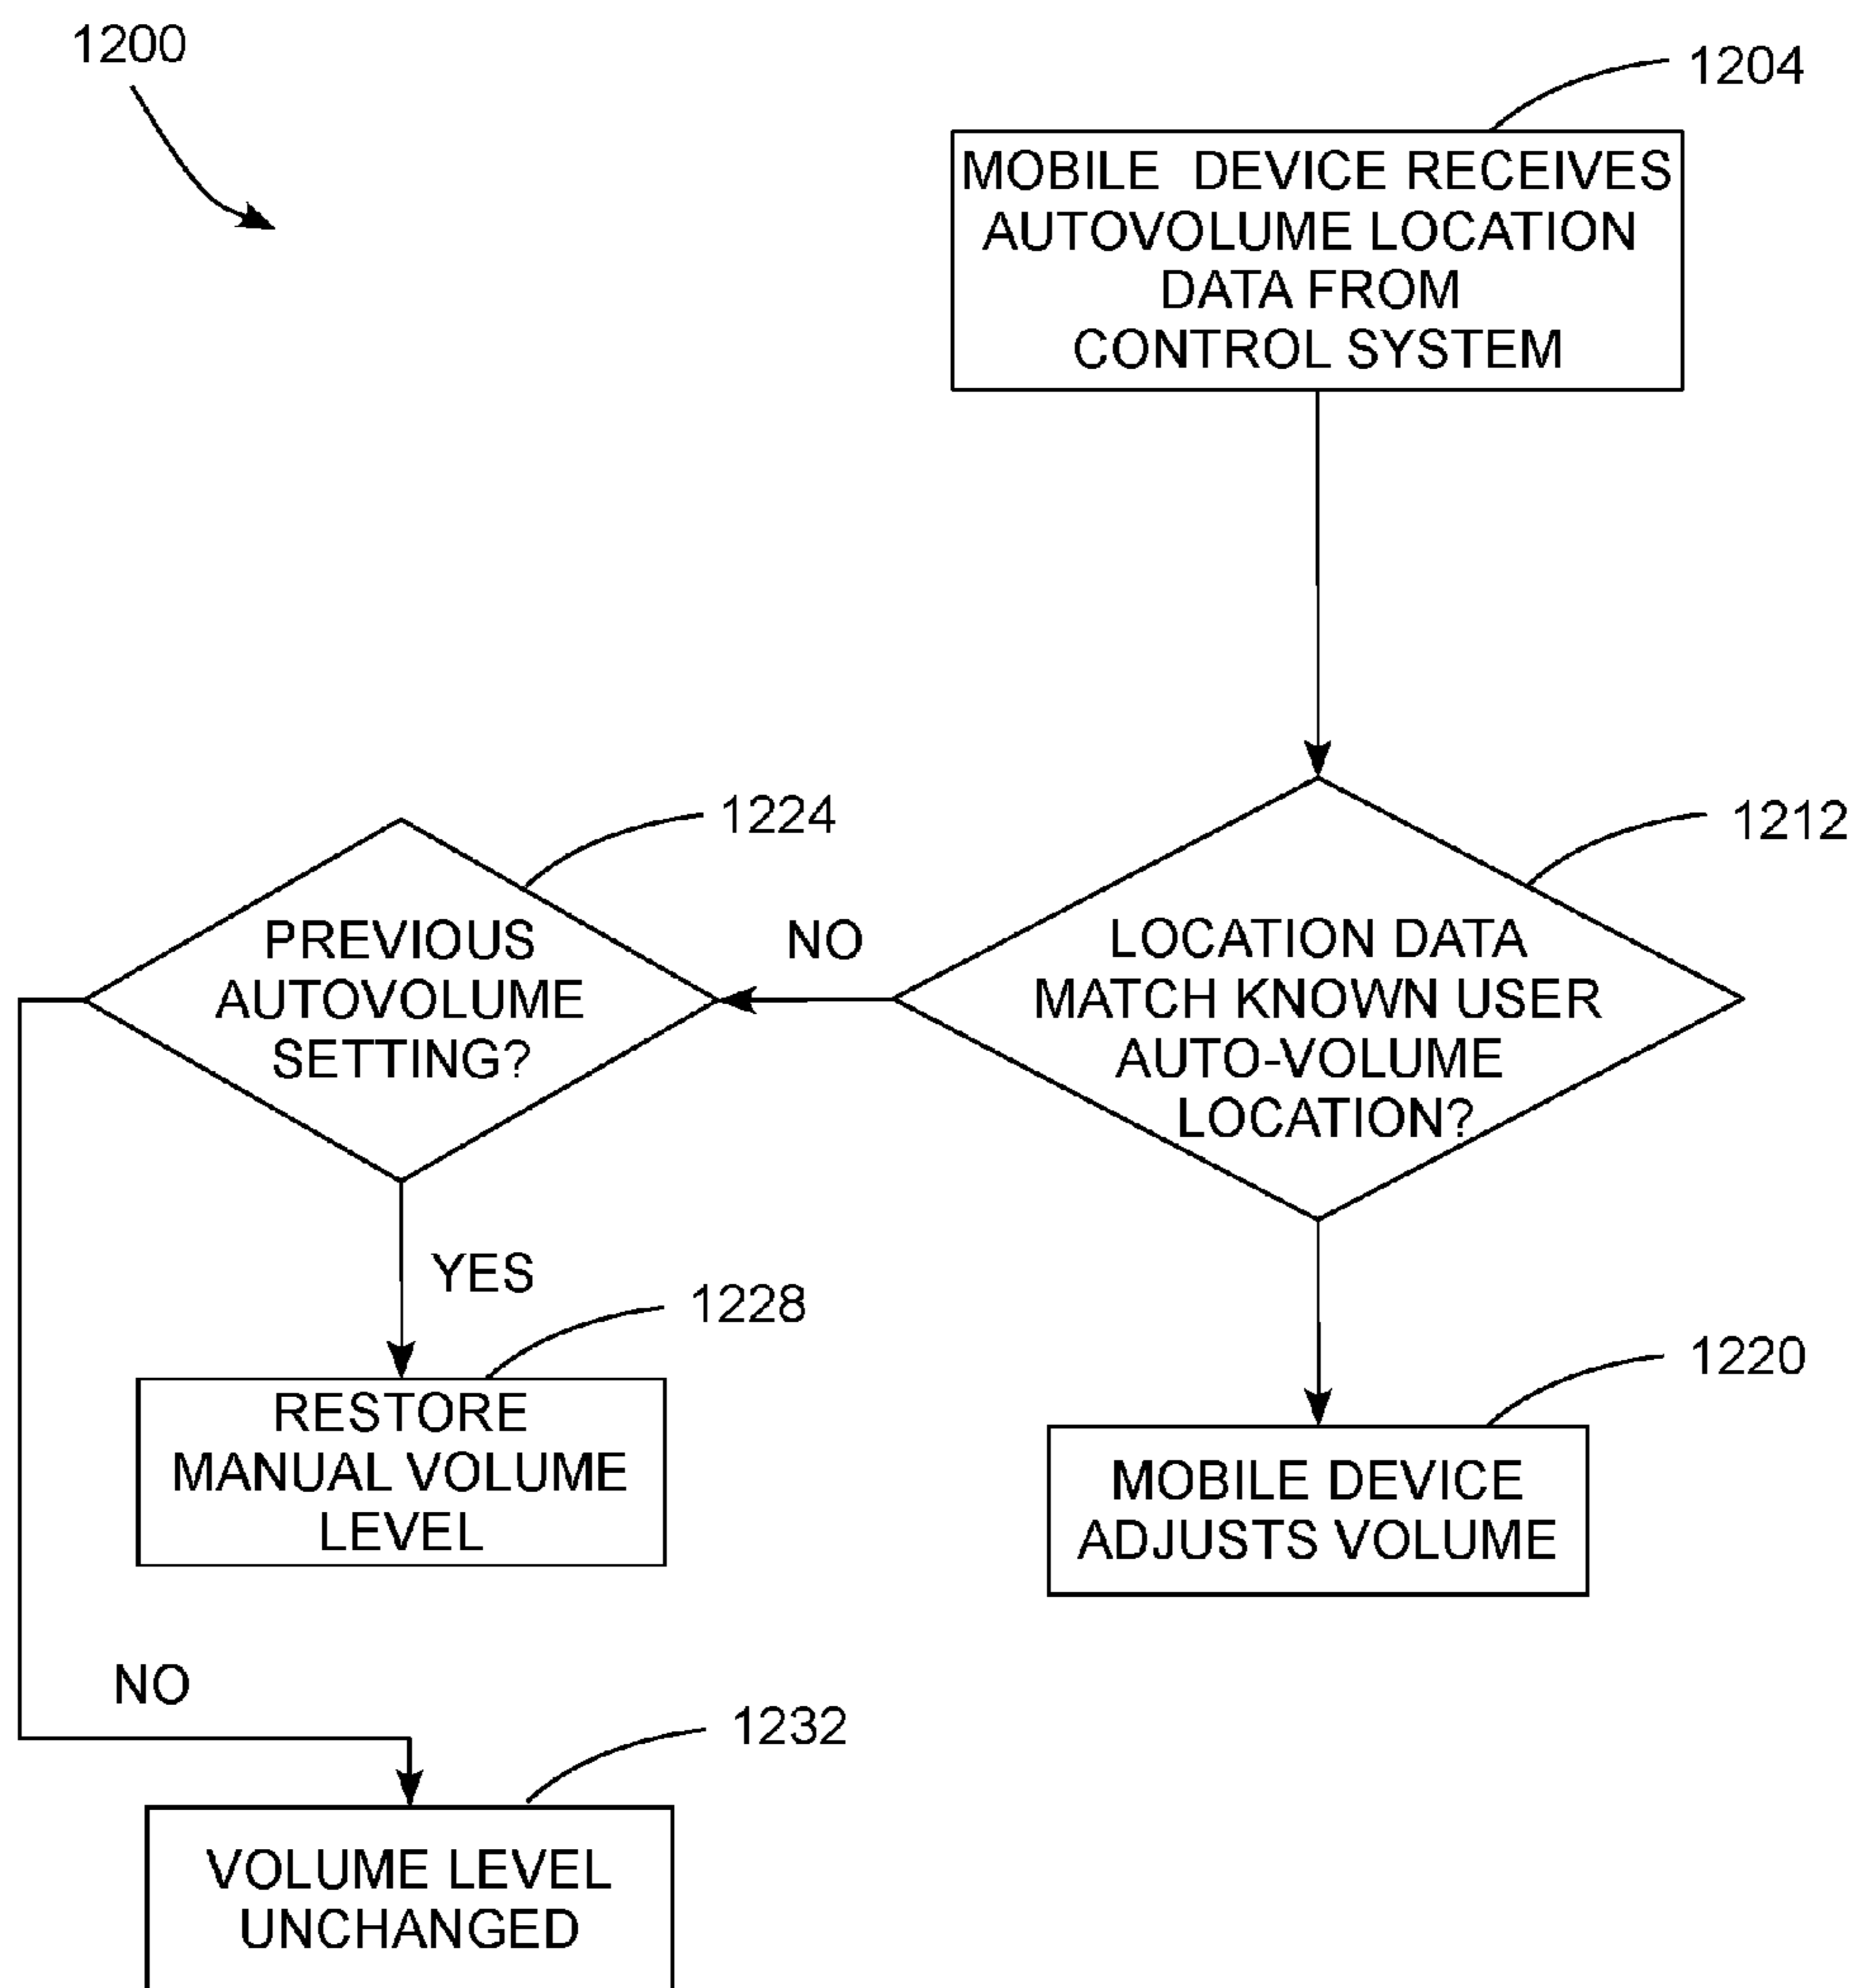 1200
1204
MOBILE DEVICE RECEIVES
AUTOVOLUME LOCATION
DATA FROM
CONTROL SYSTEM
1224
1212
PREVIOUS
AUTOVOLUME
SETTING?
NO
LOCATION DATA
MATCH KNOWN USER
AUTO-VOLUME
LOCATION?
YES
1228
1220
RESTORE
MANUAL VOLUME
LEVEL
MOBILE DEVICE
ADJUSTS VOLUME
NO
1232
VOLUME LEVEL
UNCHANGED